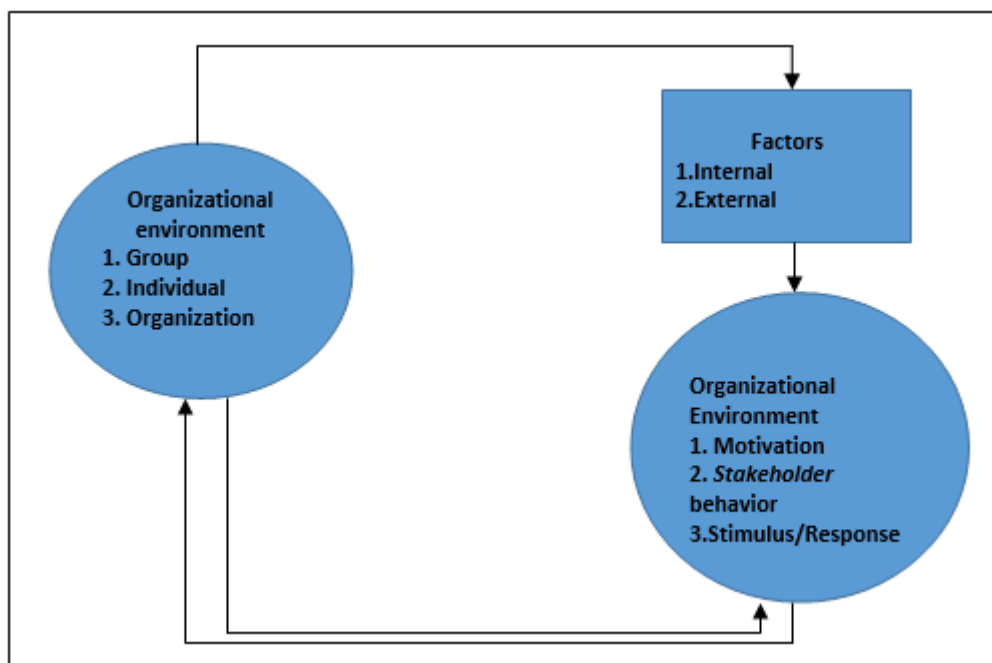 Organizational
environment
1. Group
2. Individual
3. Organization
Factors
1.Internal
2.External
Organizational
Environment
1. Motivation
2. Stakeholder
behavior
3.Stimulus/Response